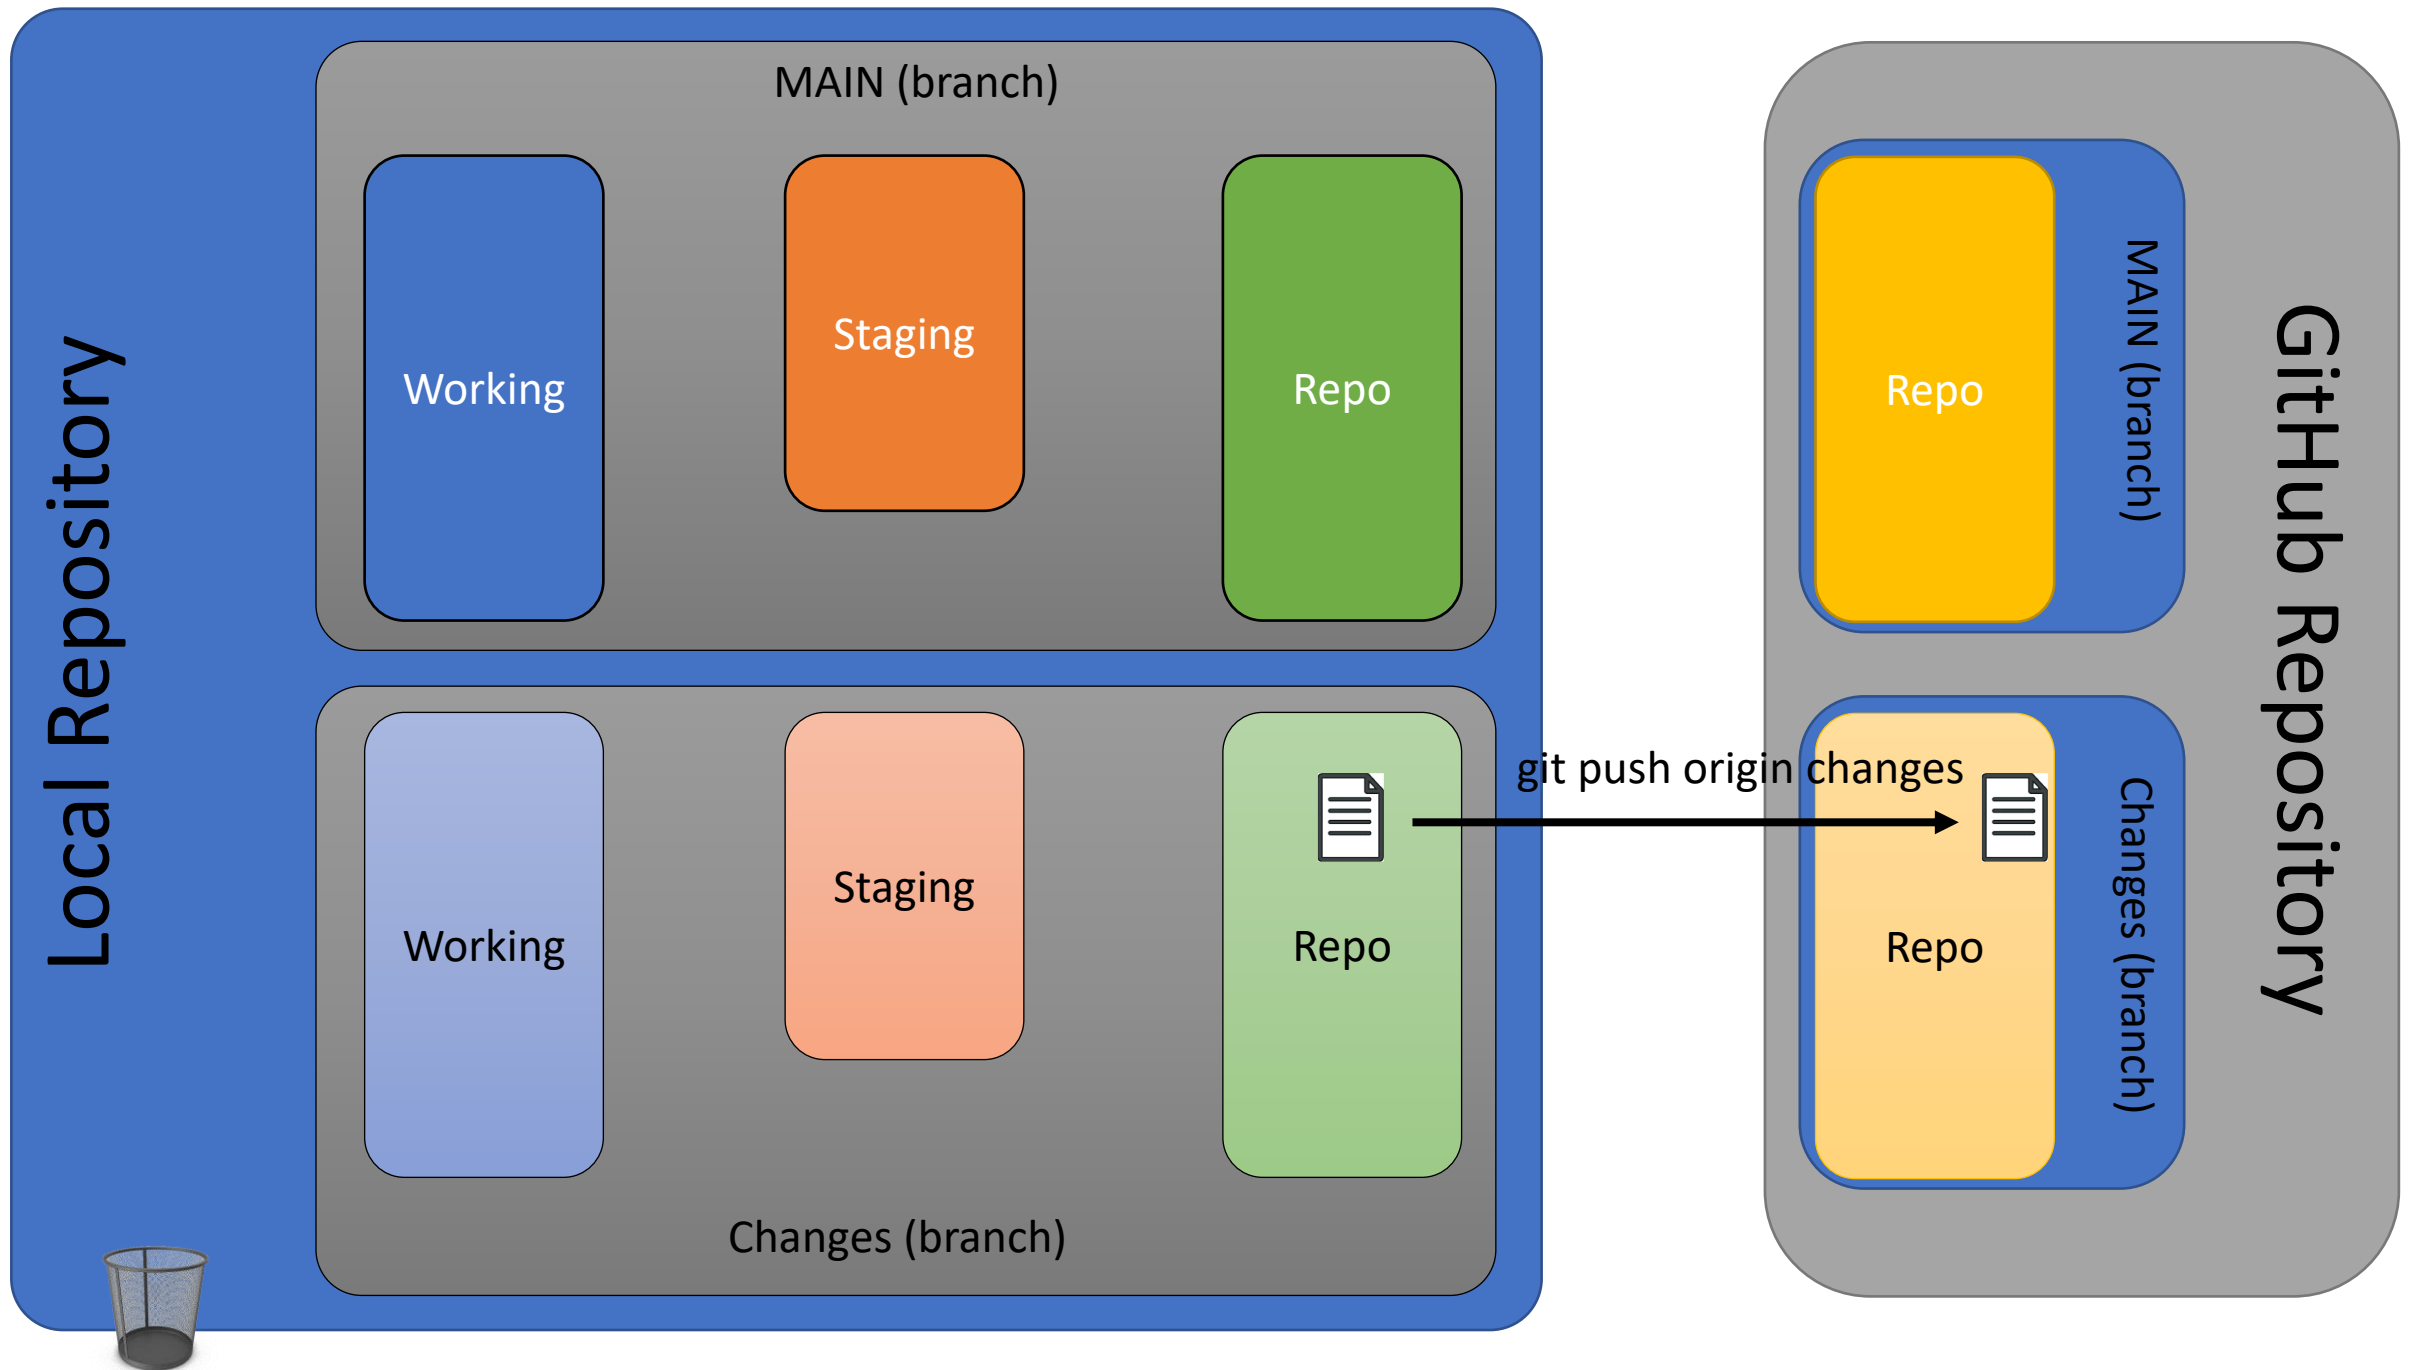 Local Repository
MAIN (branch)
Working
Staging
Repo
Working
Staging
Repo
Changes (branch)
git push origin changes
Repo
MAIN (branch)
Repo
Changes (branch)
GitHub Repository